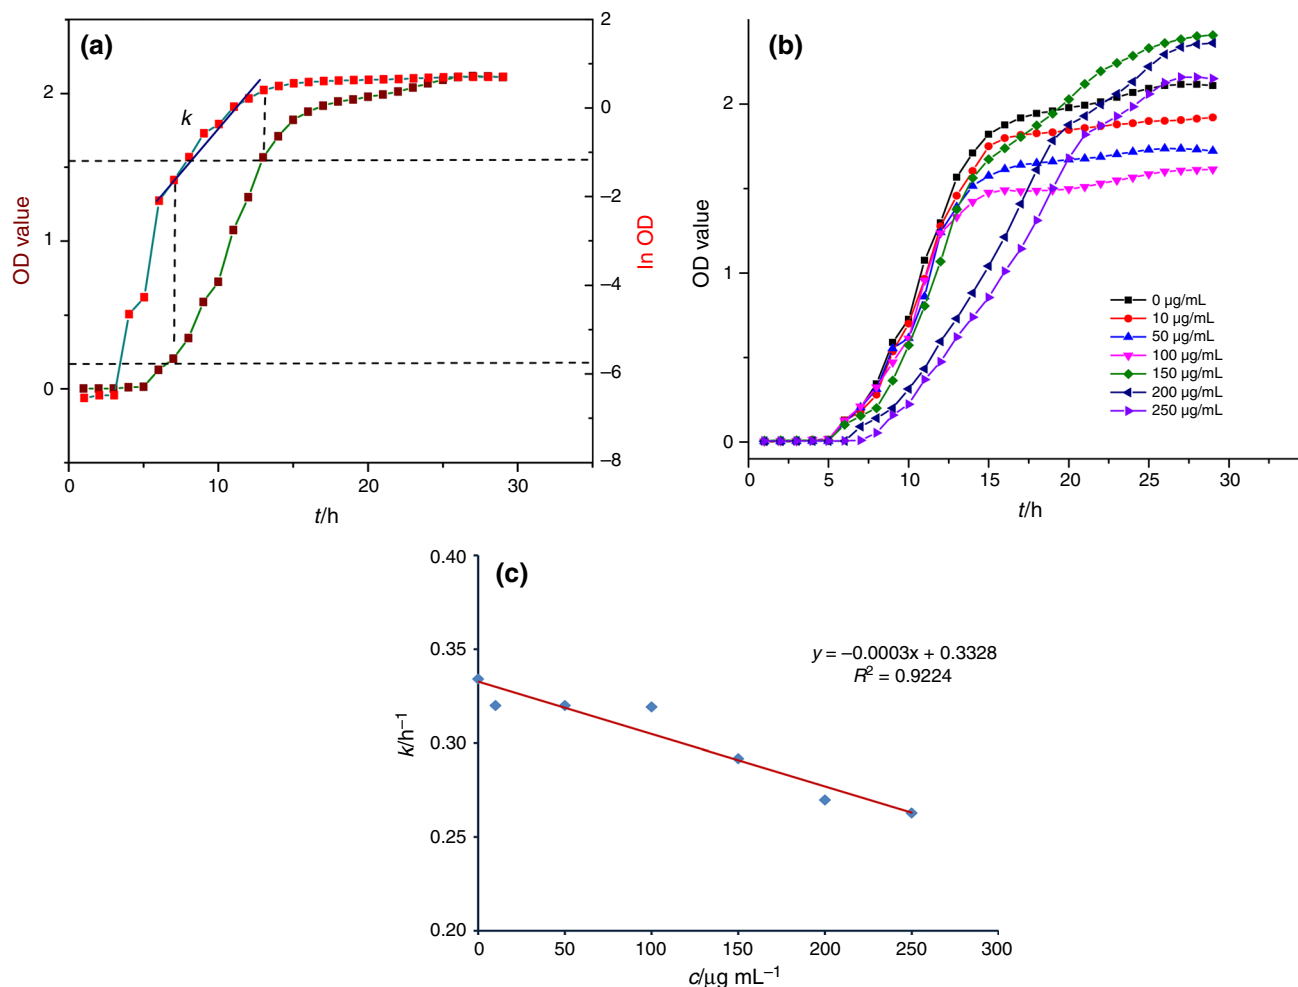 (a)
2
1
0
OD value
k
2
0
−2
−4
−6
−8
ln OD
0
10
20
30
t/h
(b)
2
1
0
OD value
0 µg/mL
10 µg/mL
50 µg/mL
100 µg/mL
150 µg/mL
200 µg/mL
250 µg/mL
0
5
10
15
20
25
30
t/h
(c)
0.40
0.35
0.30
0.25
0.20
k/h⁻¹
y = −0.0003x + 0.3328
R² = 0.9224
0
50
100
150
200
250
300
c/µg mL⁻¹